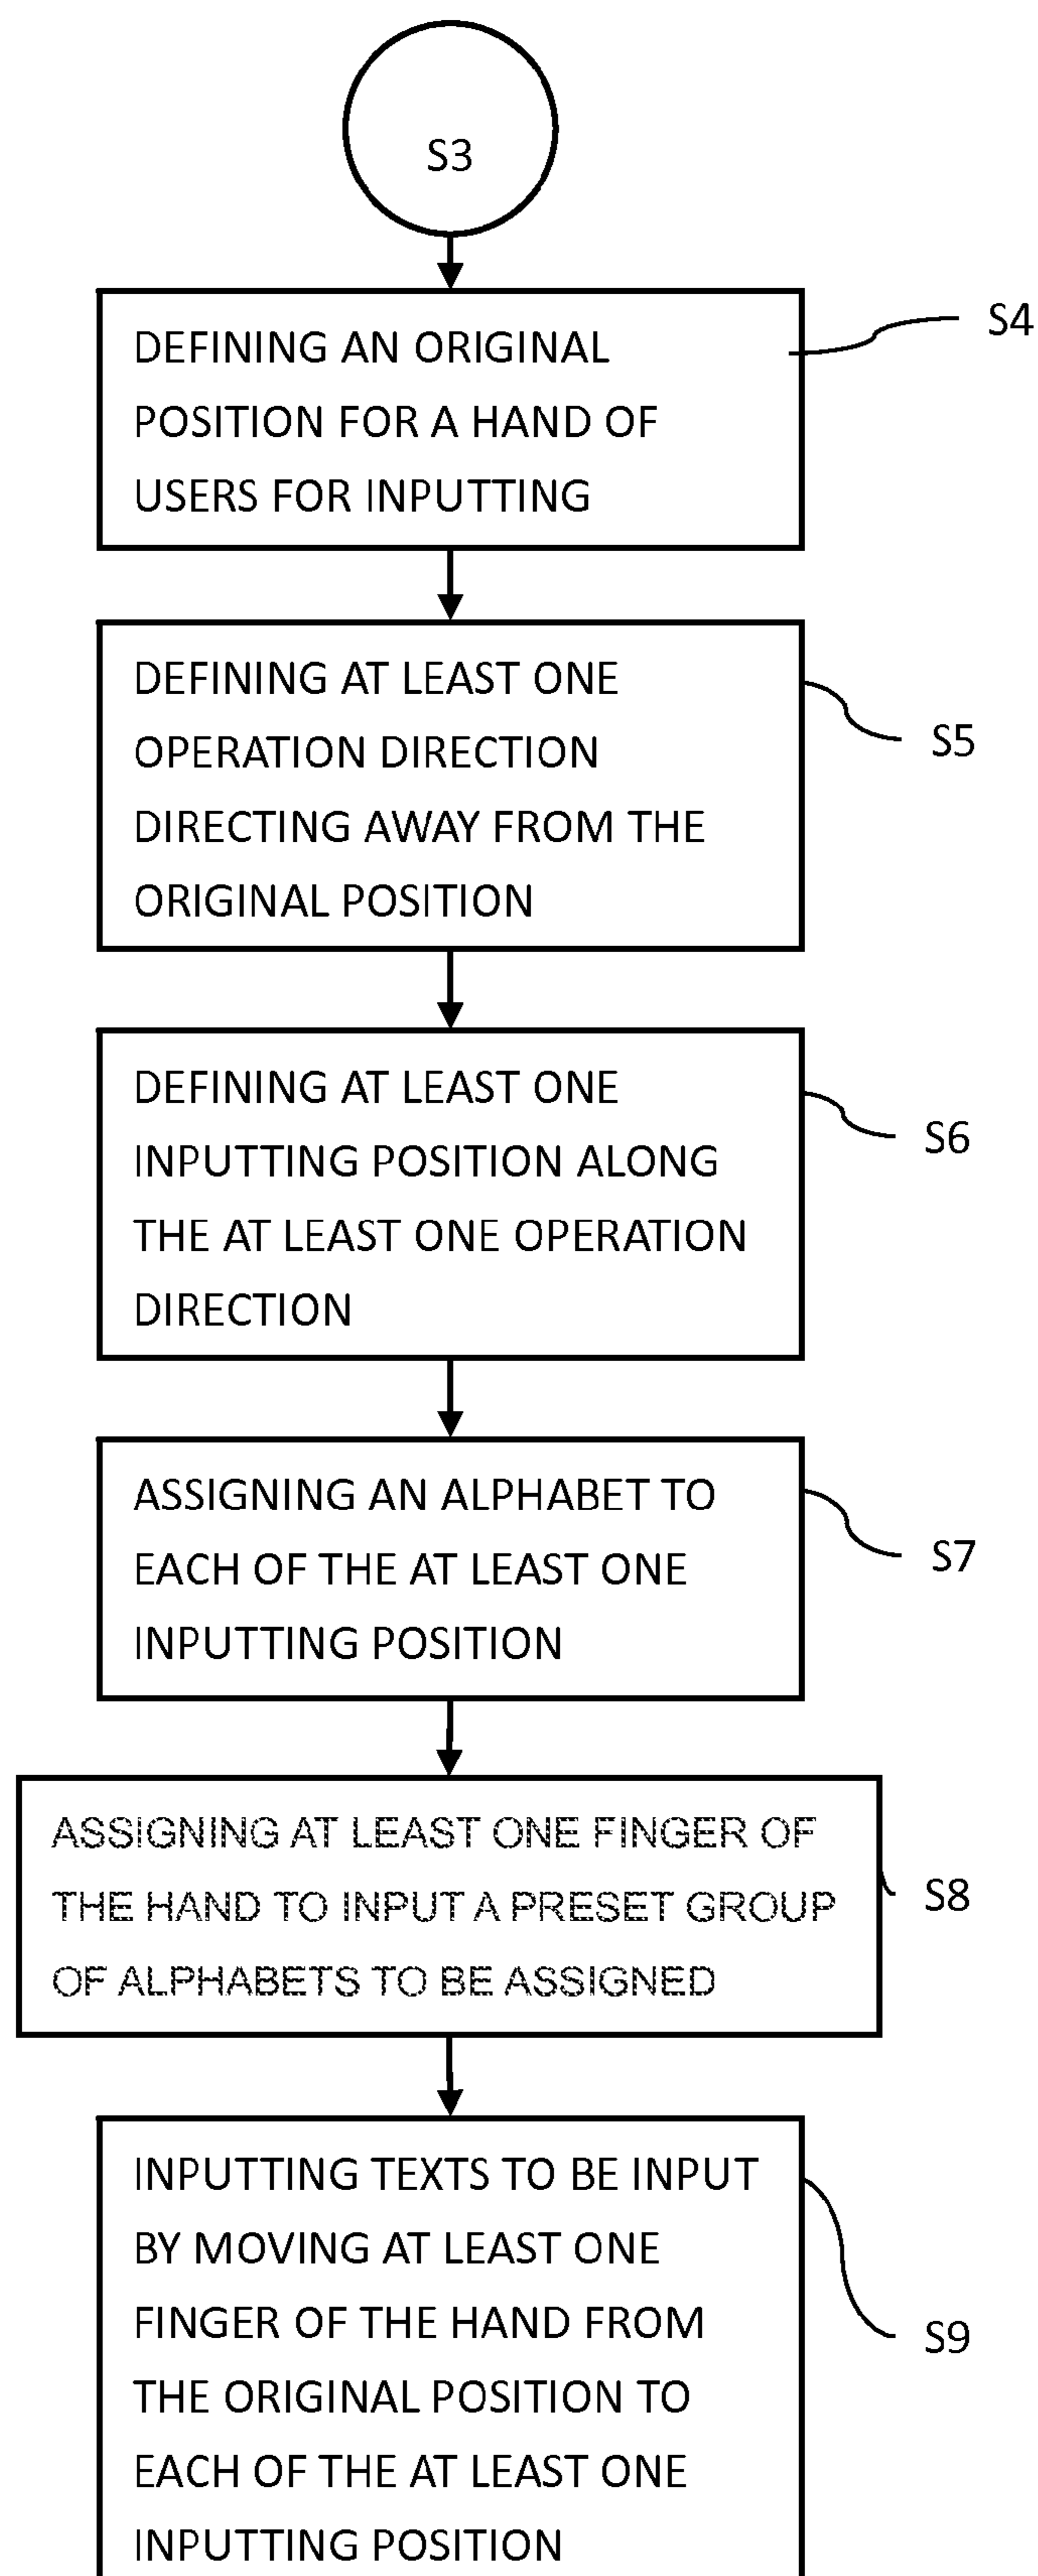 S3
DEFINING AN ORIGINAL
POSITION FOR A HAND OF
USERS FOR INPUTTING
S4
DEFINING AT LEAST ONE
OPERATION DIRECTION
DIRECTING AWAY FROM THE
ORIGINAL POSITION
S5
DEFINING AT LEAST ONE
INPUTTING POSITION ALONG
THE AT LEAST ONE OPERATION
DIRECTION
S6
ASSIGNING AN ALPHABET TO
EACH OF THE AT LEAST ONE
INPUTTING POSITION
S7
ASSIGNING AT LEAST ONE FINGER OF
THE HAND TO INPUT A PRESET GROUP
OF ALPHABETS TO BE ASSIGNED
S8
INPUTTING TEXTS TO BE INPUT
BY MOVING AT LEAST ONE
FINGER OF THE HAND FROM
THE ORIGINAL POSITION TO
EACH OF THE AT LEAST ONE
INPUTTING POSITION
S9